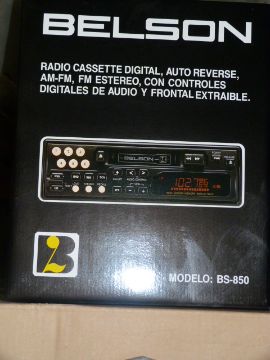 BELSON
RADIO CASSETTE DIGITAL, AUTO REVERSE,
AM-FM, FM ESTEREO, CON CONTROLES
DIGITALES DE AUDIO Y FRONTAL EXTRAIBLE.
BELSON
MODELO: BS-850